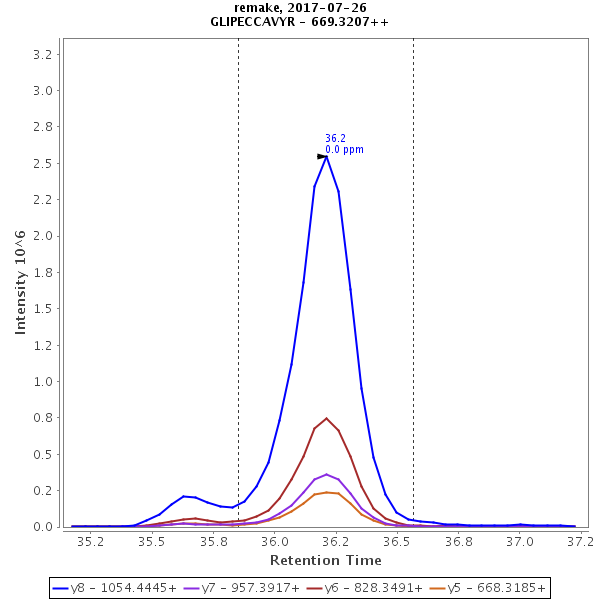 remake, 2017-07-26
GLIPECCAVYR - 669.3207++
3.2
3.0
2.8
2.5
2.2
2.0
1.8
1.5
1.2
1.0
0.8
0.5
0.2
0.0
Intensity 10^6
36.2
0.0 ppm
35.2 35.5 35.8 36.0 36.2 36.5 36.8 37.0 37.2
Retention Time
y8 - 1054.4445+ y7 - 957.3917+ y6 - 828.3491+ y5 - 668.3185+